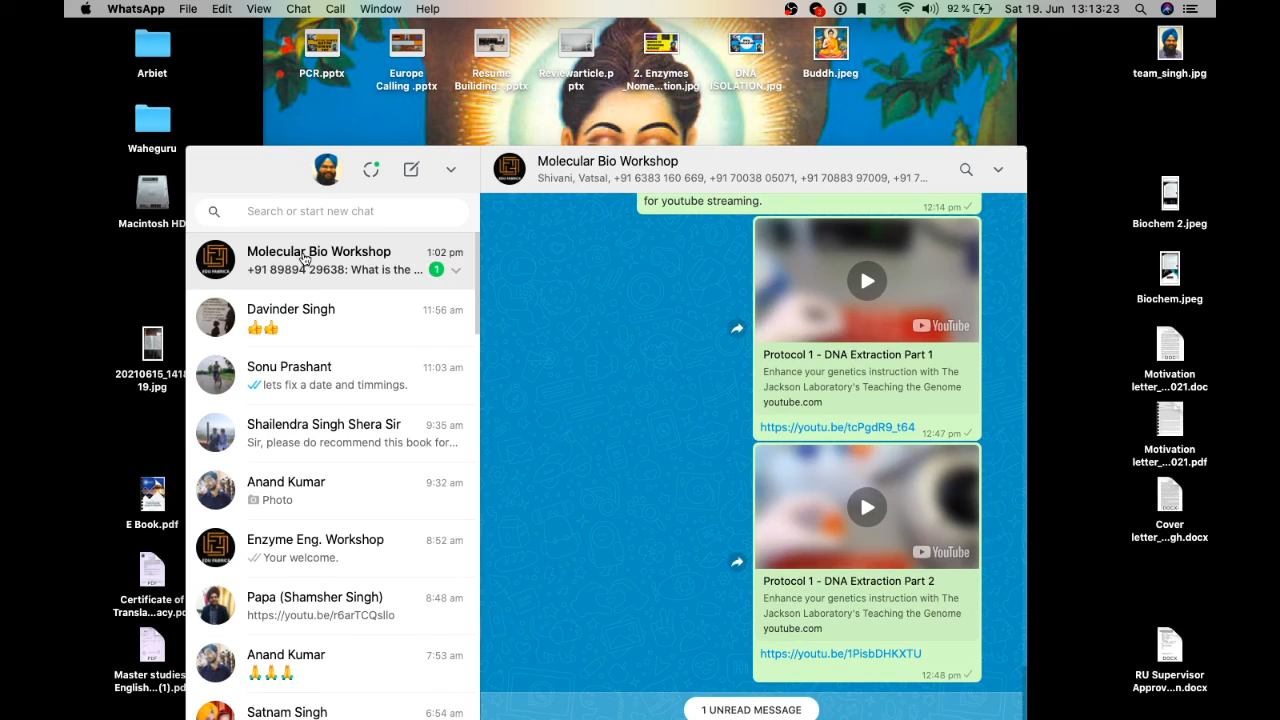 WhatsApp File Edit View Chat Call Window Help
2
92 % Sat 19. Jun 13:13:23
Arbiet
Waheguru
Macintosh HD
20210615_1418
19.jpg
E Book.pdf
Certificate of
Transla...acy.pd
Master studies
English...(1).pd
PCR.pptx
Europe
Calling .pptx
Resume
Builiding. ..pptx
Reviewarticle.p
ptx
2. Enzymes
_Nome...tion.jpg
DNA
ISOLATION.jpg
Buddh.jpeg
team_singh.jpg
Biochem 2.jpeg
Biochem.jpeg
Motivation
letter_...021.doc
Motivation
letter_...021.pdf
Cover
letter_...gh.docx
RU Supervisor
Approv...n.docx
Search or start new chat
Molecular Bio Workshop 1:02 pm
+91 89894 29638: What is the ... 1
EDU FABRICA
Davinder Singh 11:56 am
👍👍
Sonu Prashant 11:03 am
lets fix a date and timmings.
Shailendra Singh Shera Sir 9:35 am
Sir, please do recommend this book for...
Anand Kumar 9:32 am
Photo
Enzyme Eng. Workshop 8:52 am
Your welcome.
EDU FABRICA
Papa (Shamsher Singh) 8:48 am
Anand Kumar 7:53 am
🙏🙏🙏
Satnam Singh 6:54 am
Molecular Bio Workshop
Shivani, Vatsal, +91 6383 160 669, +91 70038 05071, +91 70883 97009, +91 7...
for youtube streaming.
12:14 pm
YouTube
Protocol 1 - DNA Extraction Part 1
Enhance your genetics instruction with The
Jackson Laboratory's Teaching the Genome
youtube.com
https://youtu.be/tcPgdR9_t64 12:47 pm
YouTube
Protocol 1 - DNA Extraction Part 2
Enhance your genetics instruction with The
Jackson Laboratory's Teaching the Genome
youtube.com
https://youtu.be/1PisbDHKXTU
12:48 pm
1 UNREAD MESSAGE